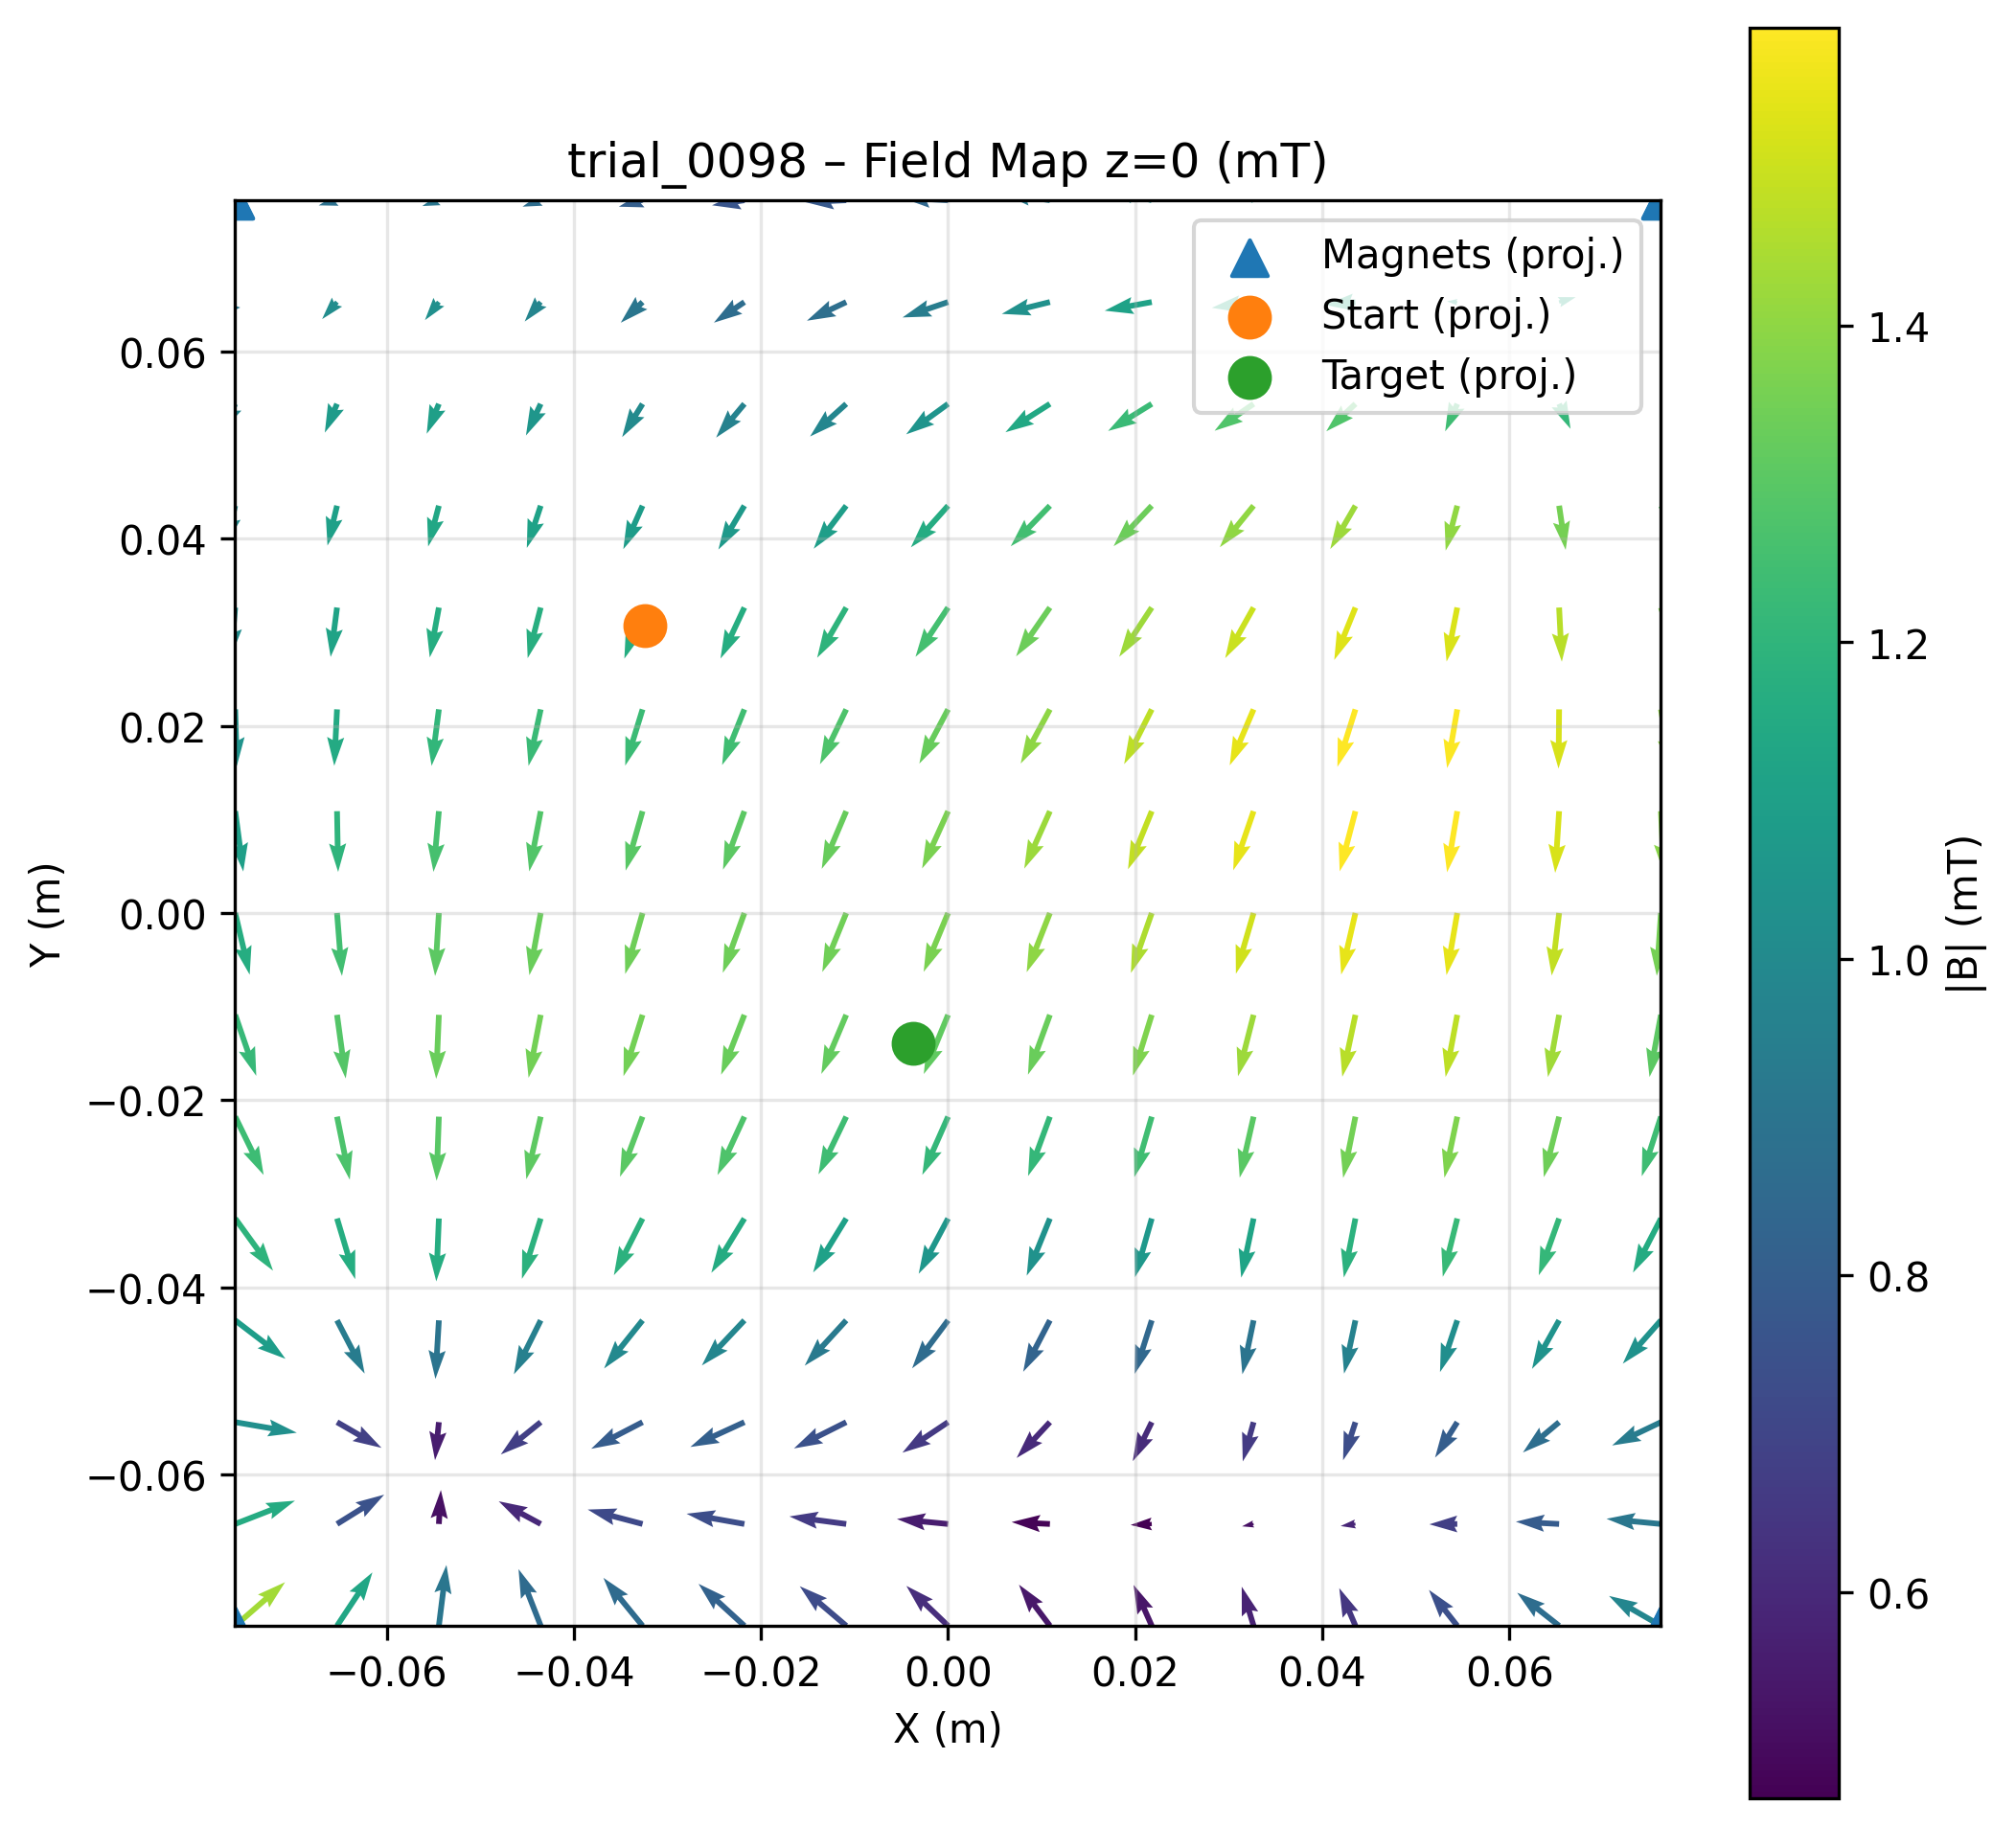 trial_0098 – Field Map z=0 (mT)
Magnets (proj.)
Start (proj.)
Target (proj.)
0.06
0.04
0.02
0.00
−0.02
−0.04
−0.06
Y (m)
−0.06 −0.04 −0.02 0.00 0.02 0.04 0.06
X (m)
1.4
1.2
1.0
0.8
0.6
|B| (mT)